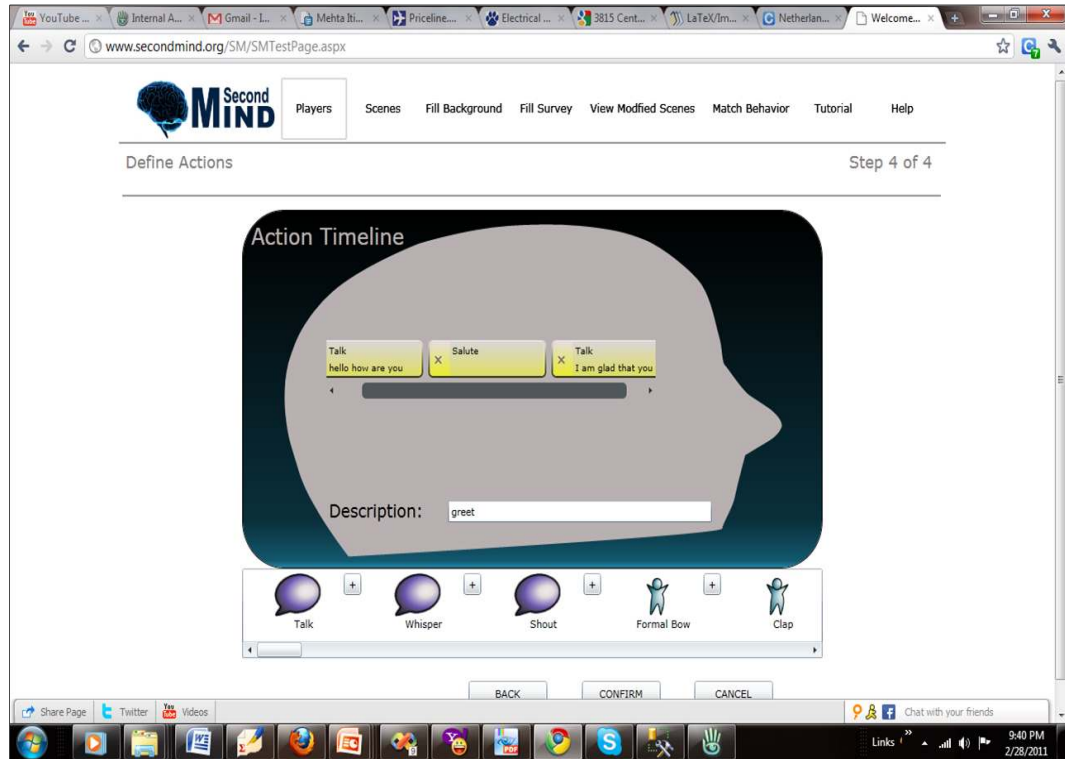 YouTube ... Internal A... Gmail - I... Mehta Iti... Priceline.... Electrical ... 3815 Cent... LaTeX/Im... Netherlan... Welcome...
www.secondmind.org/SM/SMTestPage.aspx
Second MIND Players Scenes Fill Background Fill Survey View Modfied Scenes Match Behavior Tutorial Help
Define Actions Step 4 of 4
Action Timeline
Talk X Salute X Talk
hello how are you I am glad that you
Description: greet
+ + + +
Talk Whisper Shout Formal Bow Clap
BACK CONFIRM CANCEL
Share Page Twitter Videos Chat with your friends
Links 9:40 PM
2/28/2011